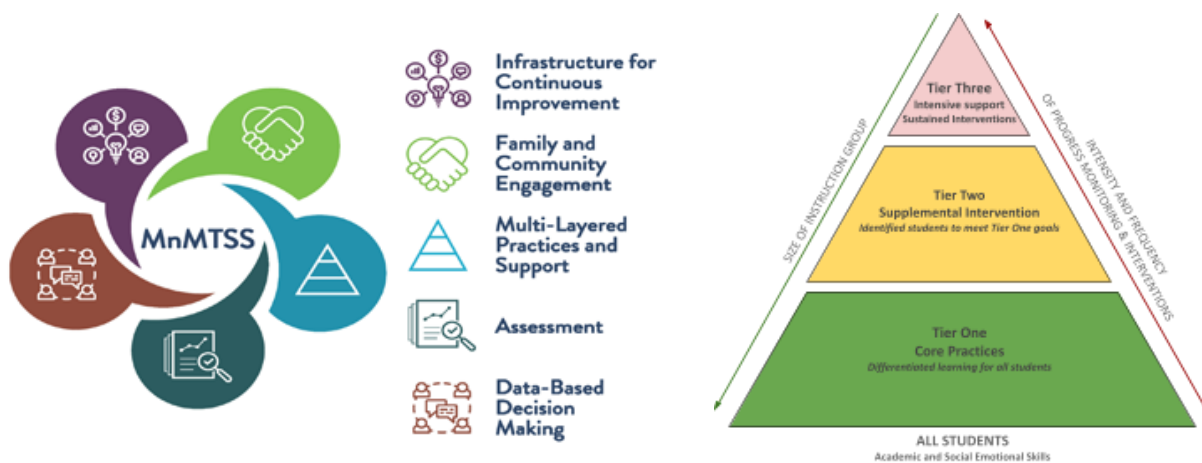 MnMTSS
Infrastructure for
Continuous
Improvement
Family and
Community
Engagement
Multi-Layered
Practices and
Support
Assessment
Data-Based
Decision
Making
SIZE OF INSTRUCTION GROUP
Tier Three
Intensive support
Sustained Interventions
Tier Two
Supplemental Intervention
Identified students to meet Tier One goals
Tier One
Core Practices
Differentiated learning for all students
INTENSITY AND FREQUENCY
OF PROGRESS MONITORING & INTERVENTIONS
ALL STUDENTS
Academic and Social Emotional Skills